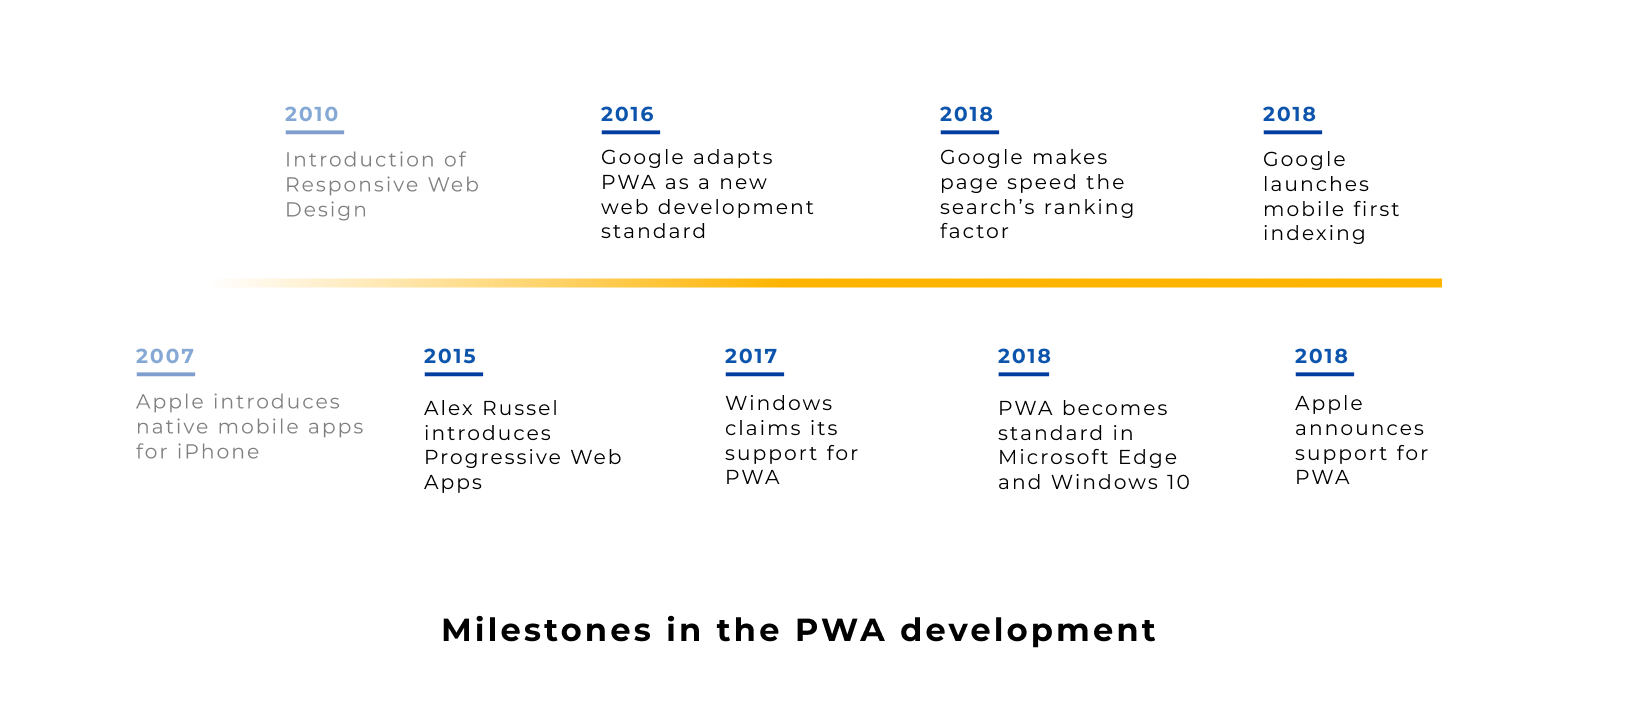 2010
Introduction of
Responsive Web
Design
2016
Google adapts
PWA as a new
web development
standard
2018
Google makes
page speed the
search’s ranking
factor
2018
Google
launches
mobile first
indexing
2007
Apple introduces
native mobile apps
for iPhone
2015
Alex Russel
introduces
Progressive Web
Apps
2017
Windows
claims its
support for
PWA
2018
PWA becomes
standard in
Microsoft Edge
and Windows 10
2018
Apple
announces
support for
PWA
Milestones in the PWA development